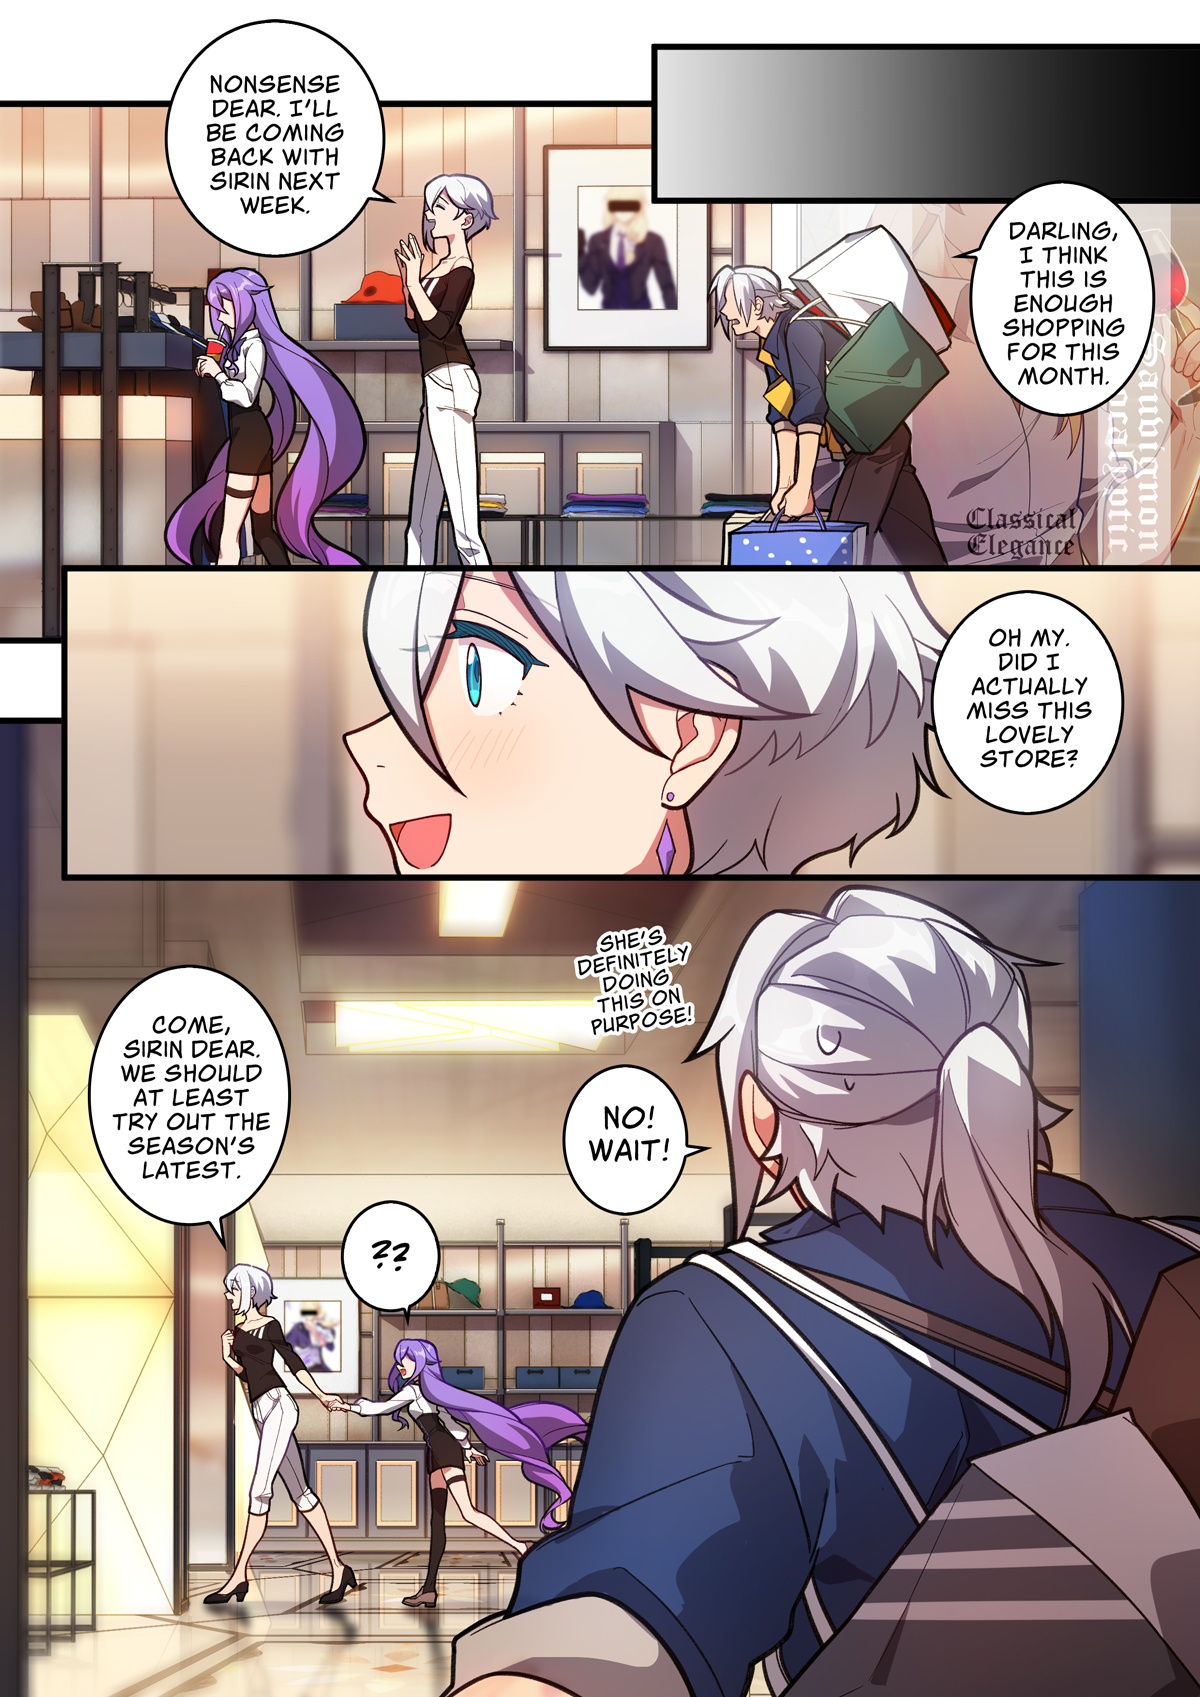 NONSENSE
DEAR. I'LL
BE COMING
BACK WITH
SIRIN NEXT
WEEK.
DARLING,
I THINK
THIS IS
ENOUGH
SHOPPING
FOR THIS
MONTH.
Classical
Elegance
OH MY.
DID I
ACTUALLY
MISS THIS
LOVELY
STORE?
SHE'S
DEFINITELY
DOING
THIS ON
PURPOSE!
COME,
SIRIN DEAR.
WE SHOULD
AT LEAST
TRY OUT THE
SEASON'S
LATEST.
NO!
WAIT!
??